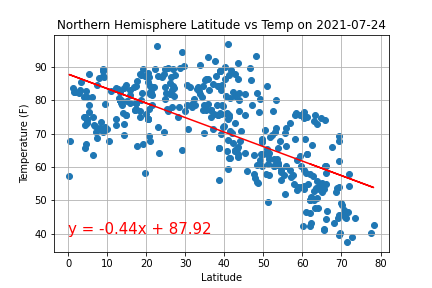 Northern Hemisphere Latitude vs Temp on 2021-07-24
Temperature (F)
90
80
70
60
50
40
y = -0.44x + 87.92
0 10 20 30 40 50 60 70 80
Latitude